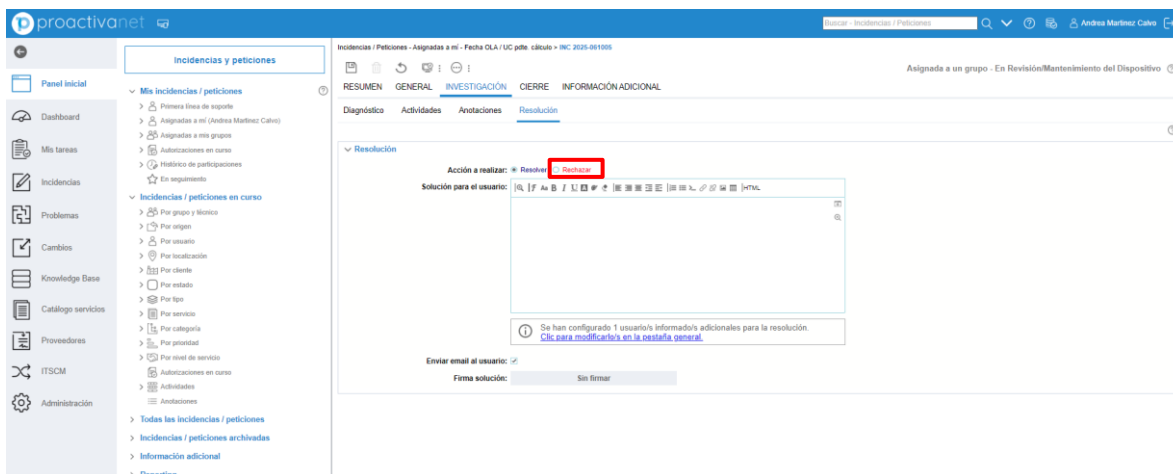 proactivanet
Buscar - Incidencias / Peticiones
Andrea Martinez Calvo
Panel inicial
Dashboard
Mis tareas
Incidencias
Problemas
Cambios
Knowledge Base
Catálogo servicios
Proveedores
ITSCM
Administración
Incidencias y peticiones
Mis incidencias / peticiones
Primera línea de soporte
Asignadas a mí (Andrea Martinez Calvo)
Asignadas a mis grupos
Autorizaciones en curso
Histórico de participaciones
En seguimiento
Incidencias / peticiones en curso
Por grupo y técnico
Por origen
Por usuario
Por localización
Por cliente
Por estado
Por tipo
Por servicio
Por categoría
Por prioridad
Por nivel de servicio
Autorizaciones en curso
Actividades
Anotaciones
Todas las incidencias / peticiones
Incidencias / peticiones archivadas
Información adicional
Incidencias / Peticiones - Asignadas a mí - Fecha OLA / UC pdte. cálculo > INC 2025-061005
Asignada a un grupo - En Revisión/Mantenimiento del Dispositivo
RESUMEN GENERAL INVESTIGACIÓN CIERRE INFORMACIÓN ADICIONAL
Diagnóstico Actividades Anotaciones Resolución
Resolución
Acción a realizar: Resolver Rechazar
Solución para el usuario:
HTML
Se han configurado 1 usuario/s informado/s adicionales para la resolución.
Clic para modificarlo/s en la pestaña general.
Enviar email al usuario:
Firma solución: Sin firmar